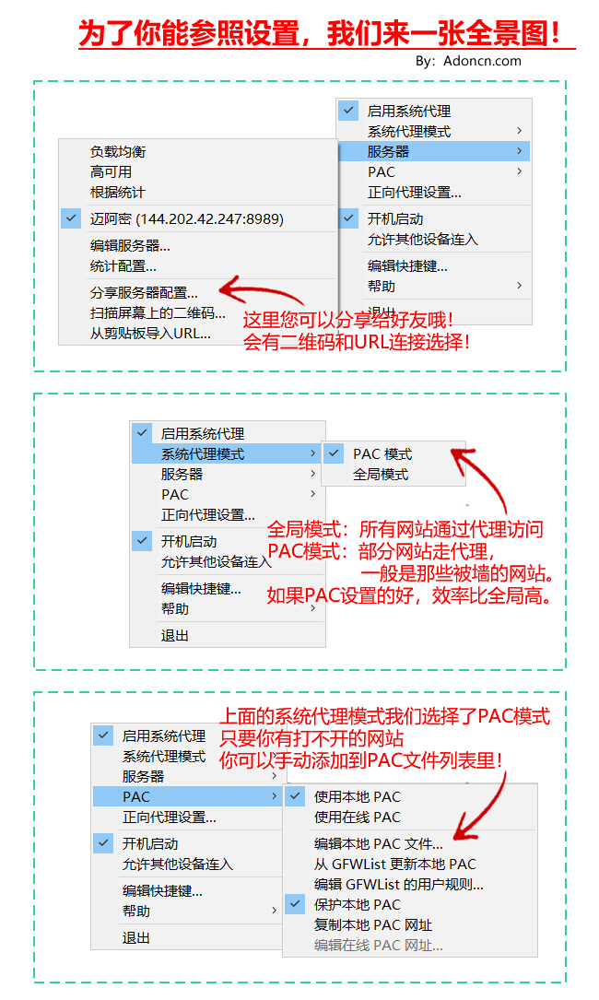 为了你能参照设置，我们来一张全景图！
By：Adoncn.com
启用系统代理
系统代理模式
服务器
PAC
正向代理设置...
开机启动
允许其他设备连入
编辑快捷键...
帮助
退出
负载均衡
高可用
根据统计
迈阿密 (144.202.42.247:8989)
编辑服务器...
统计配置...
分享服务器配置...
扫描屏幕上的二维码...
从剪贴板导入URL...
这里您可以分享给好友哦！
会有二维码和URL连接选择！
启用系统代理
系统代理模式
服务器
PAC
正向代理设置...
开机启动
允许其他设备连入
编辑快捷键...
帮助
退出
PAC 模式
全局模式
全局模式：所有网站通过代理访问
PAC模式：部分网站走代理，
一般是那些被墙的网站。
如果PAC设置的好，效率比全局高。
上面的系统代理模式我们选择了PAC模式
只要你有打不开的网站
你可以手动添加到PAC文件列表里！
启用系统代理
系统代理模式
服务器
PAC
正向代理设置...
开机启动
允许其他设备连入
编辑快捷键...
帮助
退出
使用本地 PAC
使用在线 PAC
编辑本地 PAC 文件...
从 GFWList 更新本地 PAC
编辑 GFWList 的用户规则...
保护本地 PAC
复制本地 PAC 网址
编辑在线 PAC 网址...